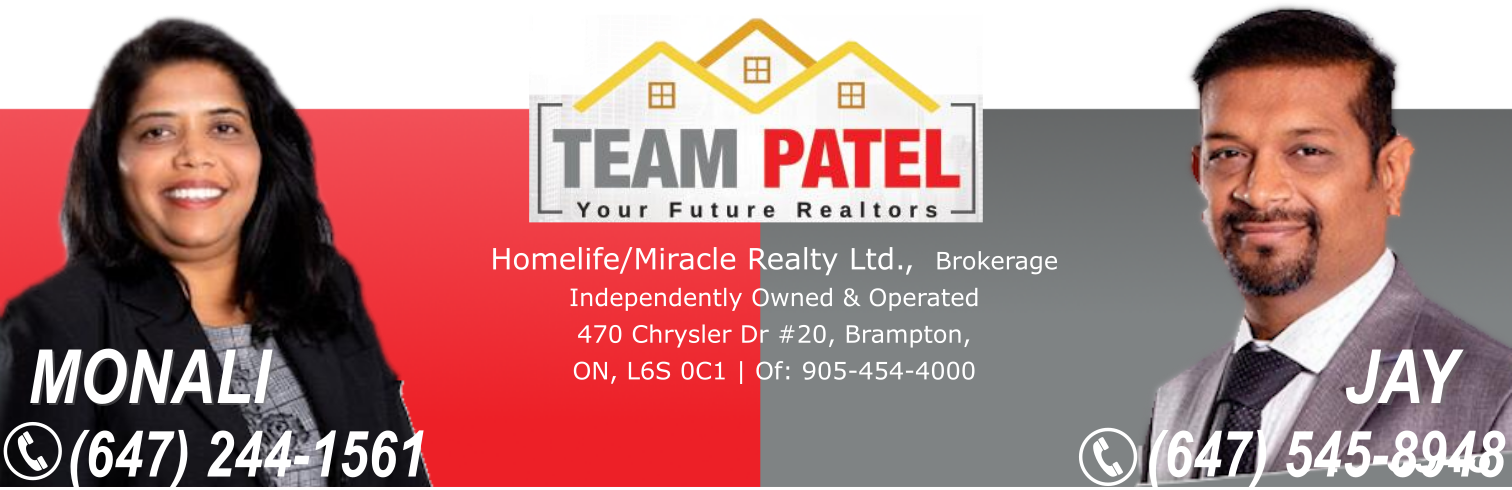 TEAM PATEL
Your Future Realtors
Homelife/Miracle Realty Ltd., Brokerage
Independently Owned & Operated
470 Chrysler Dr #20, Brampton,
ON, L6S 0C1 | Of: 905-454-4000
MONALI
(647) 244-1561
JAY
(647) 545-8948